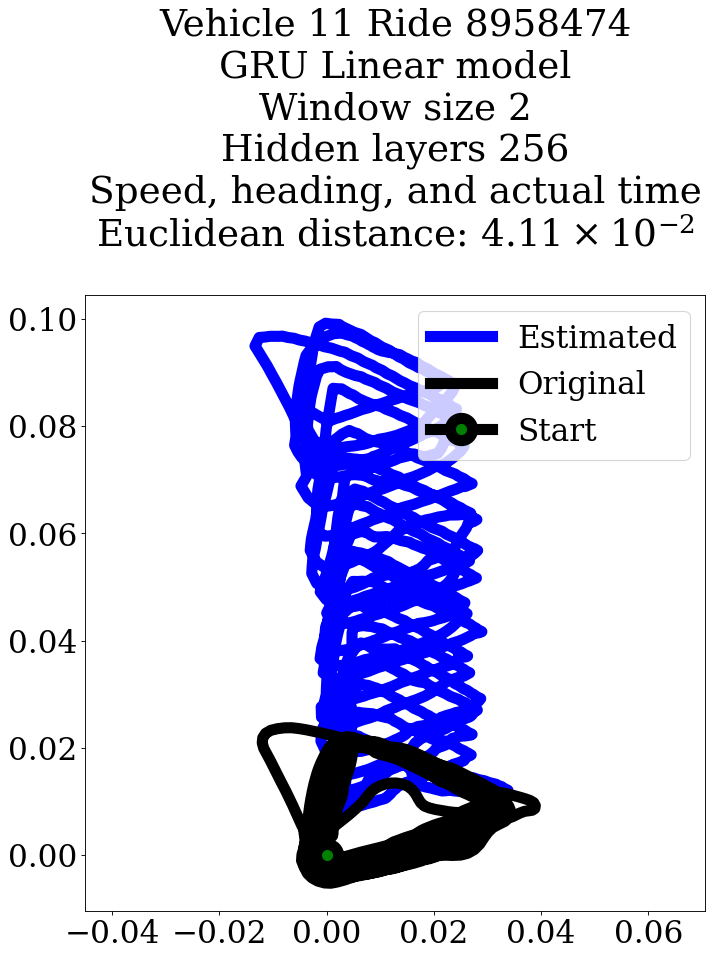 Vehicle 11 Ride 8958474
GRU Linear model
Window size 2
Hidden layers 256
Speed, heading, and actual time
Euclidean distance: 4.11 × 10⁻²
Estimated
Original
Start
0.10
0.08
0.06
0.04
0.02
0.00
−0.04 −0.02 0.00 0.02 0.04 0.06